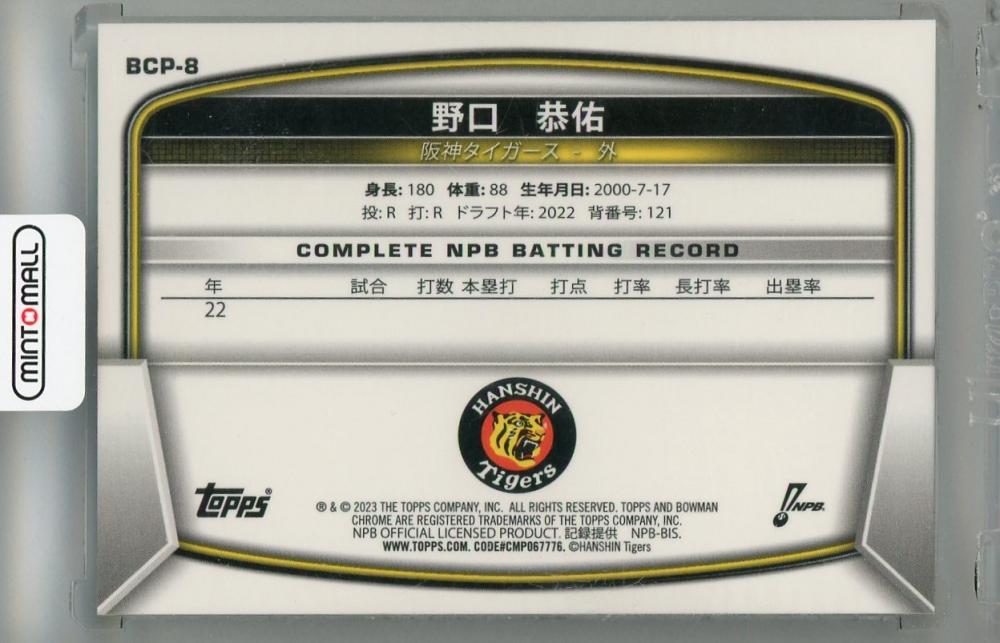 BCP-8
野口 恭佑
阪神タイガース - 外
身長: 180 体重: 88 生年月日: 2000-7-17
投: R 打: R ドラフト年: 2022 背番号: 121
COMPLETE NPB BATTING RECORD
年 試合 打数 本塁打 打点 打率 長打率 出塁率
22
HANSHIN
Tigers
topps®
® & © 2023 THE TOPPS COMPANY, INC. ALL RIGHTS RESERVED. TOPPS AND BOWMAN
CHROME ARE REGISTERED TRADEMARKS OF THE TOPPS COMPANY, INC.
NPB OFFICIAL LICENSED PRODUCT. 記録提供 NPB-BIS.
WWW.TOPPS.COM. CODE#CMP067776. ©HANSHIN Tigers
NPB.
MINTOMALL